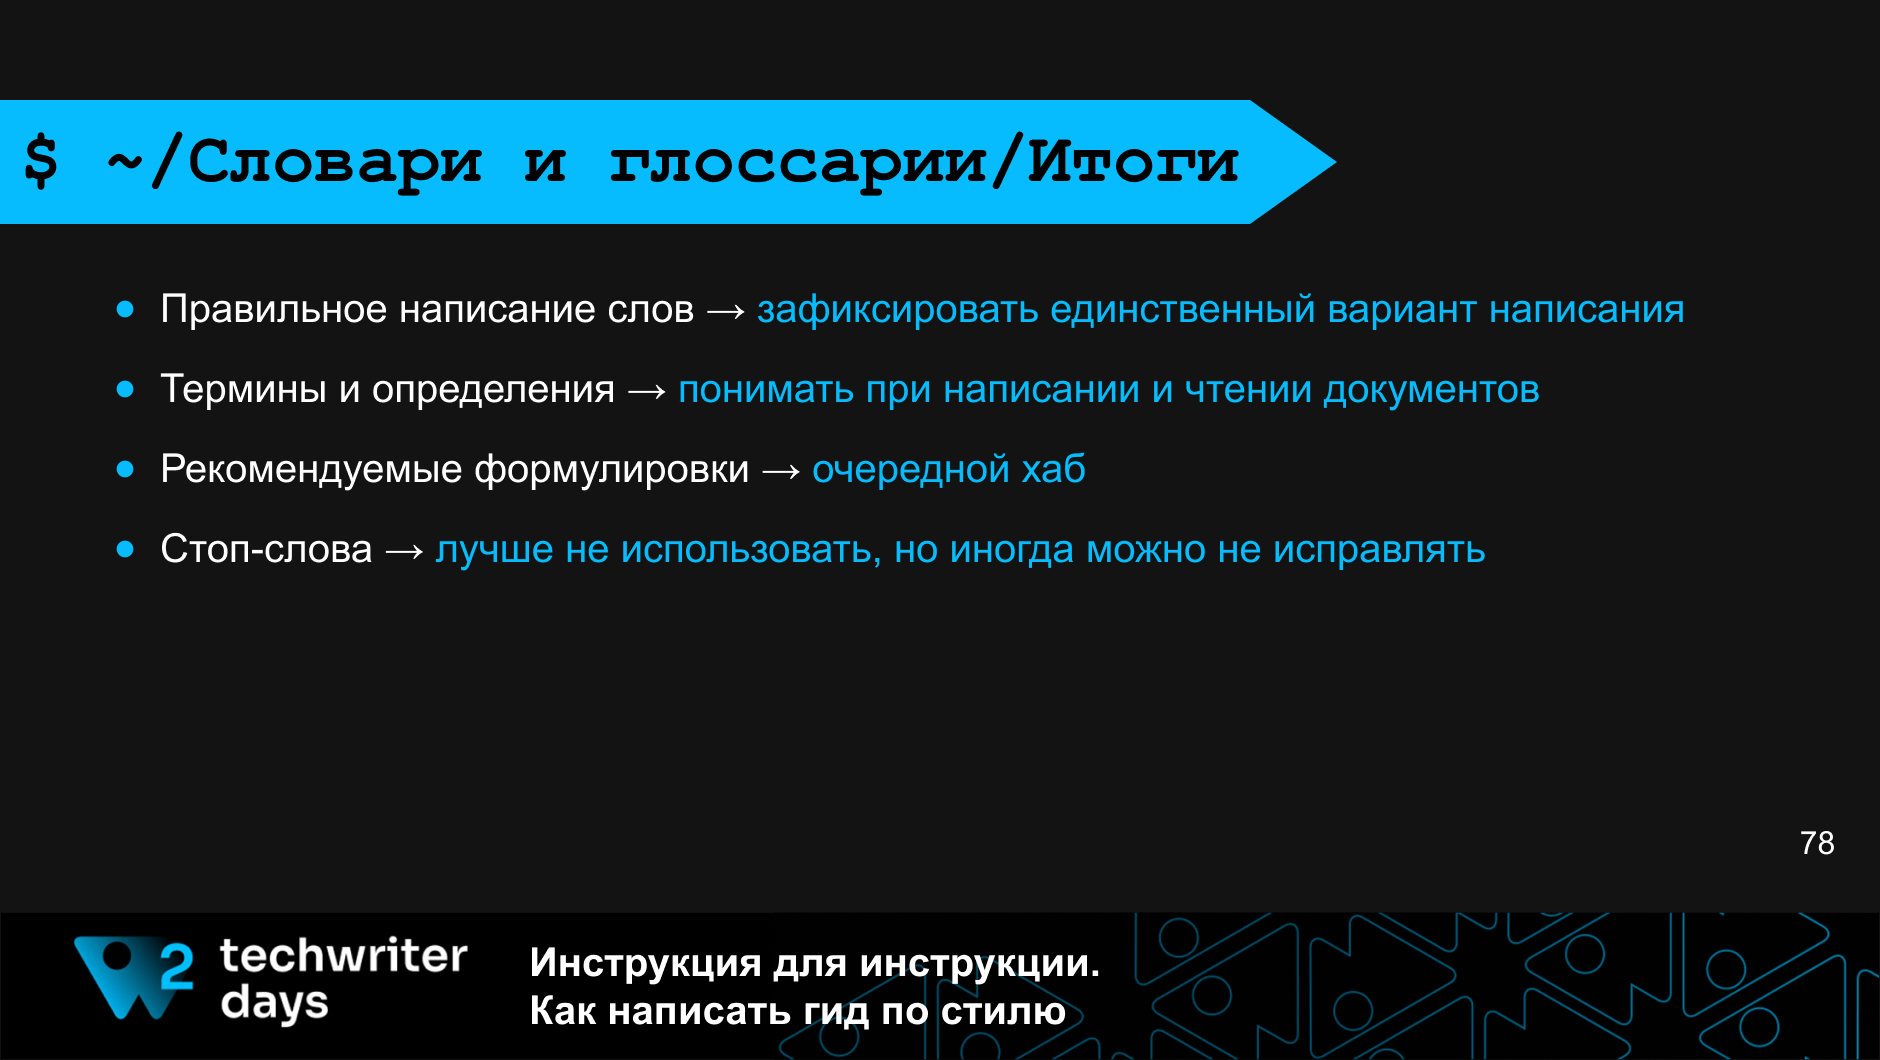 $ ~/Словари и глоссарии/Итоги
● Правильное написание слов → зафиксировать единственный вариант написания
● Термины и определения → понимать при написании и чтении документов
● Рекомендуемые формулировки → очередной хаб
● Стоп-слова → лучше не использовать, но иногда можно не исправлять
78
2
techwriter
days
Инструкция для инструкции.
Как написать гид по стилю